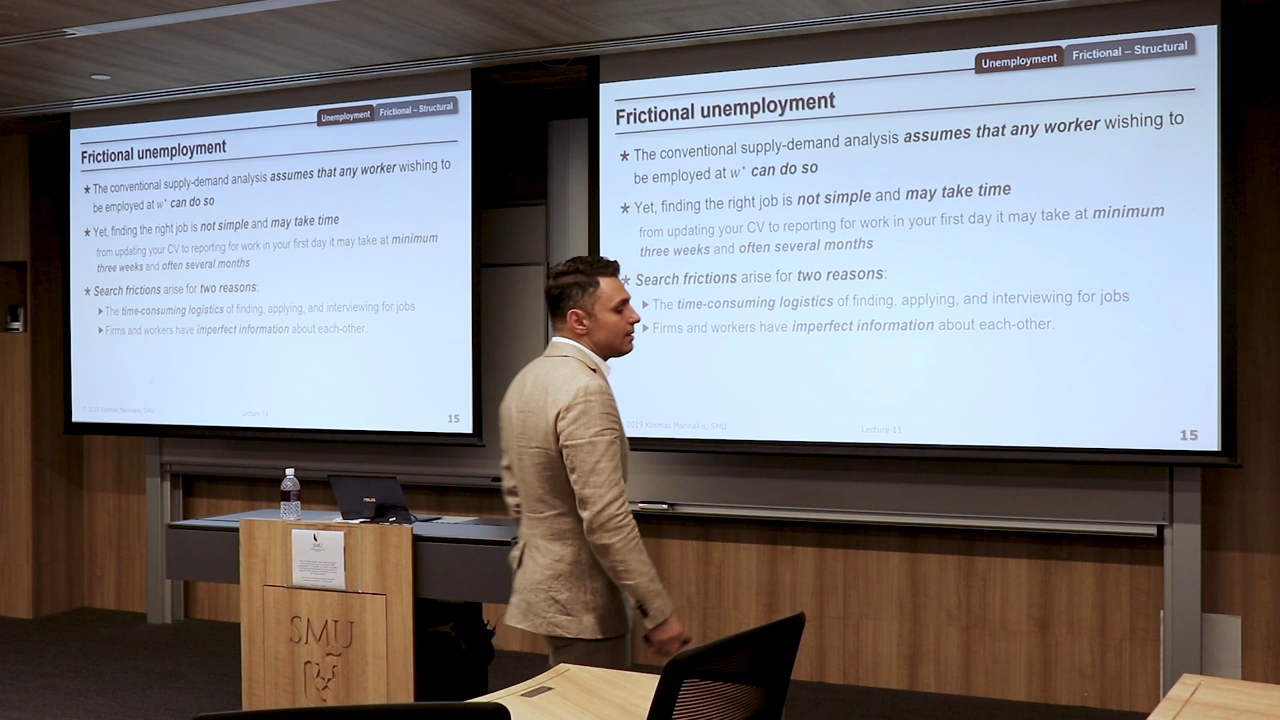 Unemployment Frictional – Structural
Frictional unemployment
★ The conventional supply-demand analysis assumes that any worker wishing to
be employed at w* can do so
★ Yet, finding the right job is not simple and may take time
from updating your CV to reporting for work in your first day it may take at minimum
three weeks and often several months
★ Search frictions arise for two reasons:
▸ The time-consuming logistics of finding, applying, and interviewing for jobs
▸ Firms and workers have imperfect information about each-other.
© 2019 Kosmas Marinakis, SMU Lecture 11 15
Unemployment Frictional – Structural
Frictional unemployment
★ The conventional supply-demand analysis assumes that any worker wishing to
be employed at w* can do so
★ Yet, finding the right job is not simple and may take time
from updating your CV to reporting for work in your first day it may take at minimum
three weeks and often several months
★ Search frictions arise for two reasons:
▸ The time-consuming logistics of finding, applying, and interviewing for jobs
▸ Firms and workers have imperfect information about each-other.
2019 Kosmas Marinakis, SMU Lecture 11 15
ASUS
SMU
SMU